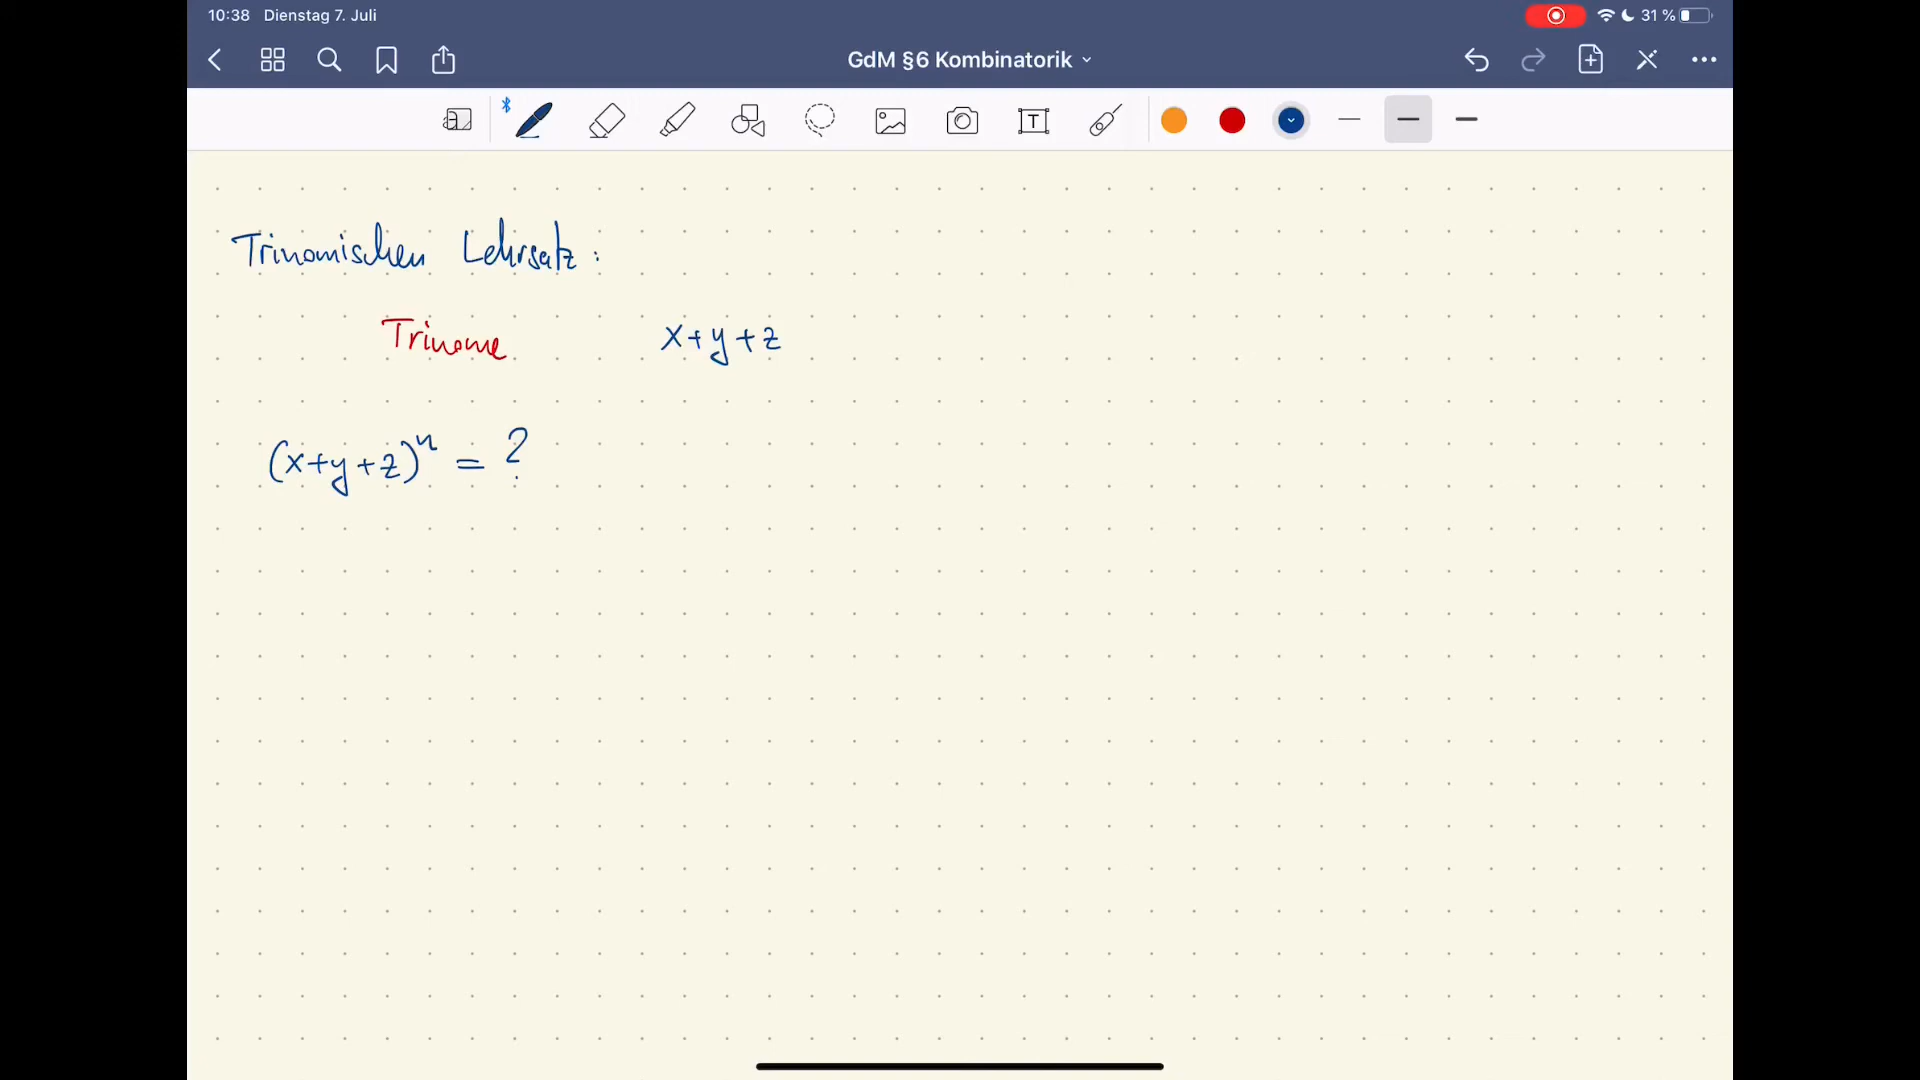 10:38 Dienstag 7. Juli 31 %
GdM §6 Kombinatorik
T
Trinomischen Lehrsatz:
Trinome x+y+z
(x+y+z)^n = ?